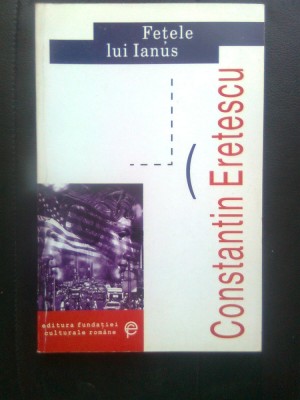 Fețele
lui Ianus
Constantin Eretescu
editura fundației
culturale române